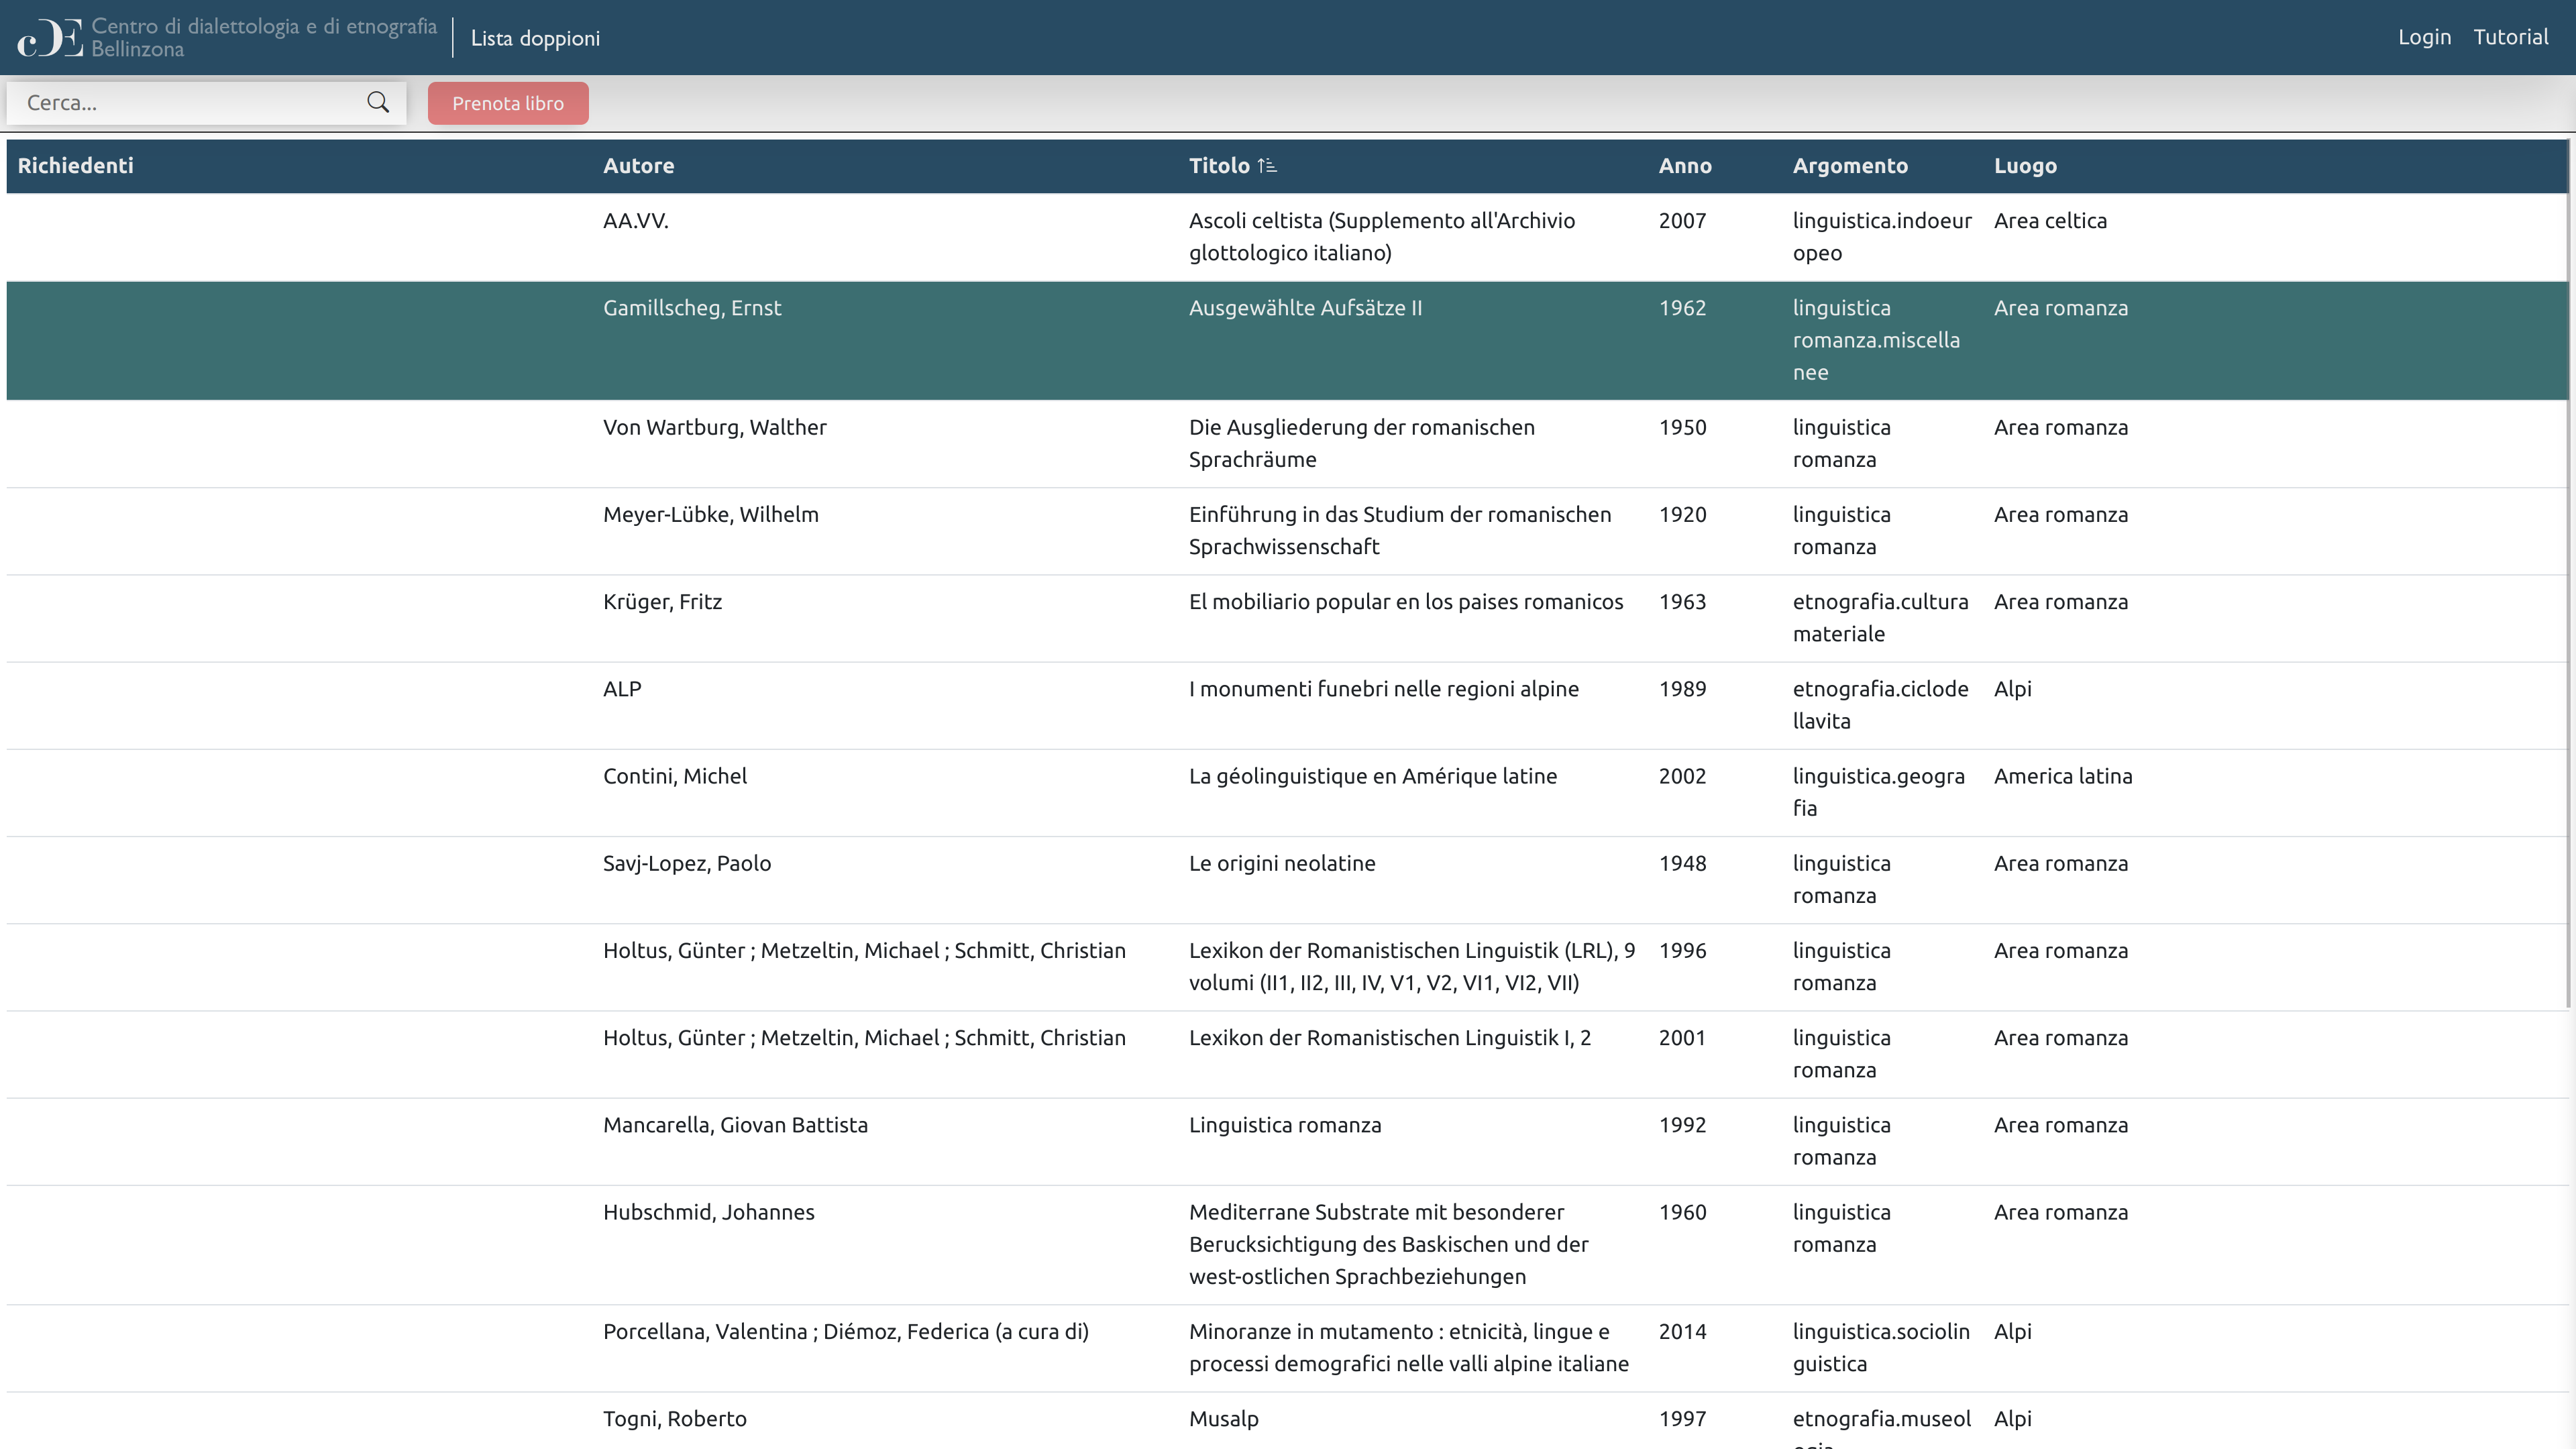 Centro di dialettologia e di etnografia
Bellinzona
Lista doppioni
Login Tutorial
Cerca...
Prenota libro
Richiedenti Autore Titolo Anno Argomento Luogo
AA.VV. Ascoli celtista (Supplemento all'Archivio 2007 linguistica.indoeur Area celtica
glottologico italiano) opeo
Gamillscheg, Ernst Ausgewählte Aufsätze II 1962 linguistica Area romanza
romanza.miscella
nee
Von Wartburg, Walther Die Ausgliederung der romanischen 1950 linguistica Area romanza
Sprachräume romanza
Meyer-Lübke, Wilhelm Einführung in das Studium der romanischen 1920 linguistica Area romanza
Sprachwissenschaft romanza
Krüger, Fritz El mobiliario popular en los paises romanicos 1963 etnografia.cultura Area romanza
materiale
ALP I monumenti funebri nelle regioni alpine 1989 etnografia.ciclode Alpi
llavita
Contini, Michel La géolinguistique en Amérique latine 2002 linguistica.geogra America latina
fia
Savj-Lopez, Paolo Le origini neolatine 1948 linguistica Area romanza
romanza
Holtus, Günter ; Metzeltin, Michael ; Schmitt, Christian Lexikon der Romanistischen Linguistik (LRL), 9 1996 linguistica Area romanza
volumi (II1, II2, III, IV, V1, V2, VI1, VI2, VII) romanza
Holtus, Günter ; Metzeltin, Michael ; Schmitt, Christian Lexikon der Romanistischen Linguistik I, 2 2001 linguistica Area romanza
romanza
Mancarella, Giovan Battista Linguistica romanza 1992 linguistica Area romanza
romanza
Hubschmid, Johannes Mediterrane Substrate mit besonderer 1960 linguistica Area romanza
Berucksichtigung des Baskischen und der romanza
west-ostlichen Sprachbeziehungen
Porcellana, Valentina ; Diémoz, Federica (a cura di) Minoranze in mutamento : etnicità, lingue e 2014 linguistica.sociolin Alpi
processi demografici nelle valli alpine italiane guistica
Togni, Roberto Musalp 1997 etnografia.museol Alpi